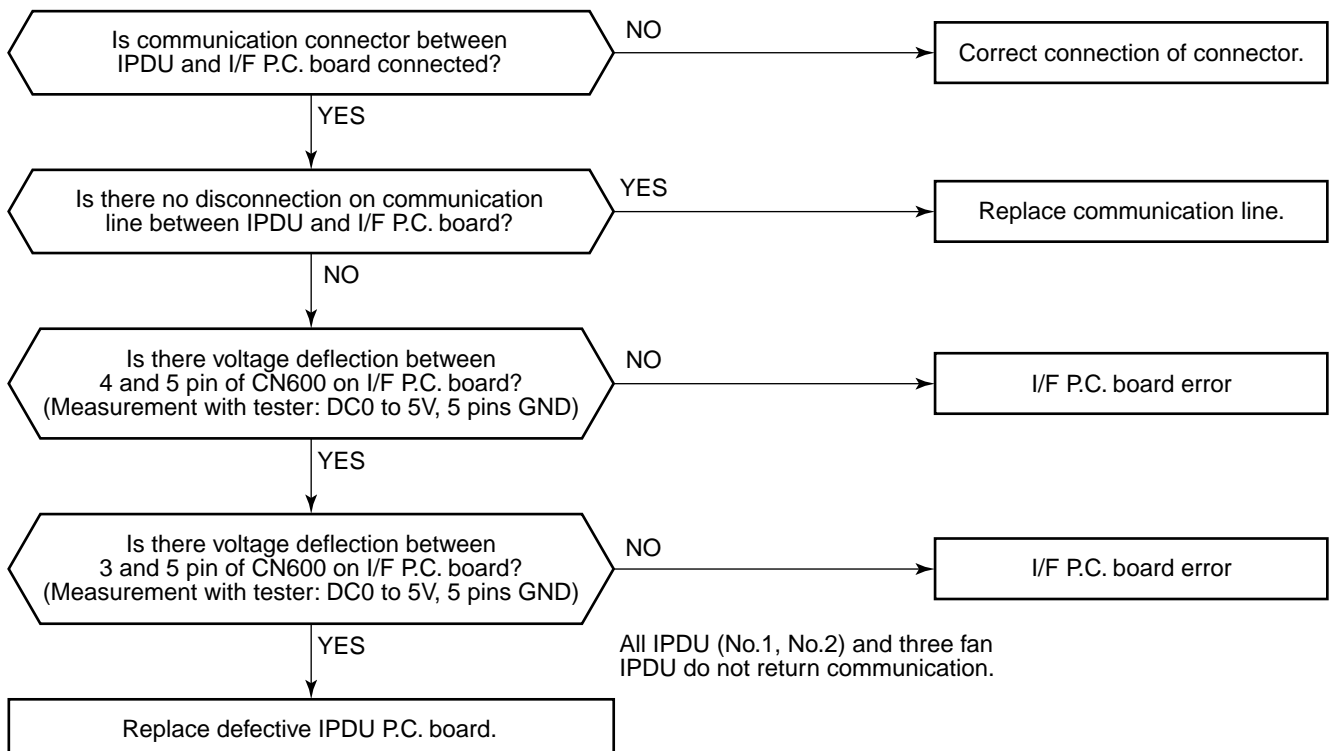 Is communication connector between
IPDU and I/F P.C. board connected?
NO
Correct connection of connector.
YES
Is there no disconnection on communication
line between IPDU and I/F P.C. board?
YES
Replace communication line.
NO
Is there voltage deflection between
4 and 5 pin of CN600 on I/F P.C. board?
(Measurement with tester: DC0 to 5V, 5 pins GND)
NO
I/F P.C. board error
YES
Is there voltage deflection between
3 and 5 pin of CN600 on I/F P.C. board?
(Measurement with tester: DC0 to 5V, 5 pins GND)
NO
I/F P.C. board error
YES
All IPDU (No.1, No.2) and three fan
IPDU do not return communication.
Replace defective IPDU P.C. board.